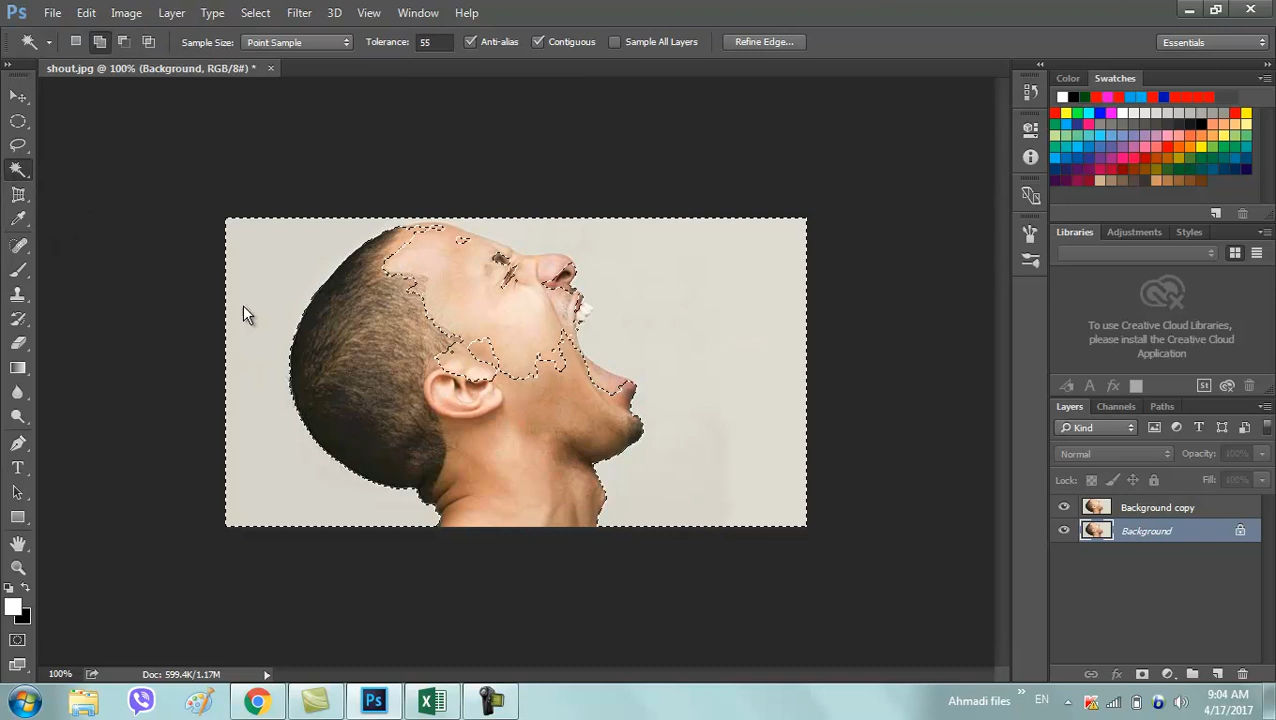 Ps File Edit Image Layer Type Select Filter 3D View Window Help
Sample Size: Point Sample Tolerance: 55 Anti-alias Contiguous Sample All Layers Refine Edge... Essentials
shout.jpg @ 100% (Background, RGB/8#) * ×
Color Swatches
Libraries Adjustments Styles
To use Creative Cloud Libraries,
please install the Creative Cloud
Application
St
Layers Channels Paths
Kind
Normal Opacity: 100%
Lock: Fill: 100%
Background copy
Background
100% Doc: 599.4K/1.17M
Ps Ahmadi files » EN 9:04 AM
4/17/2017